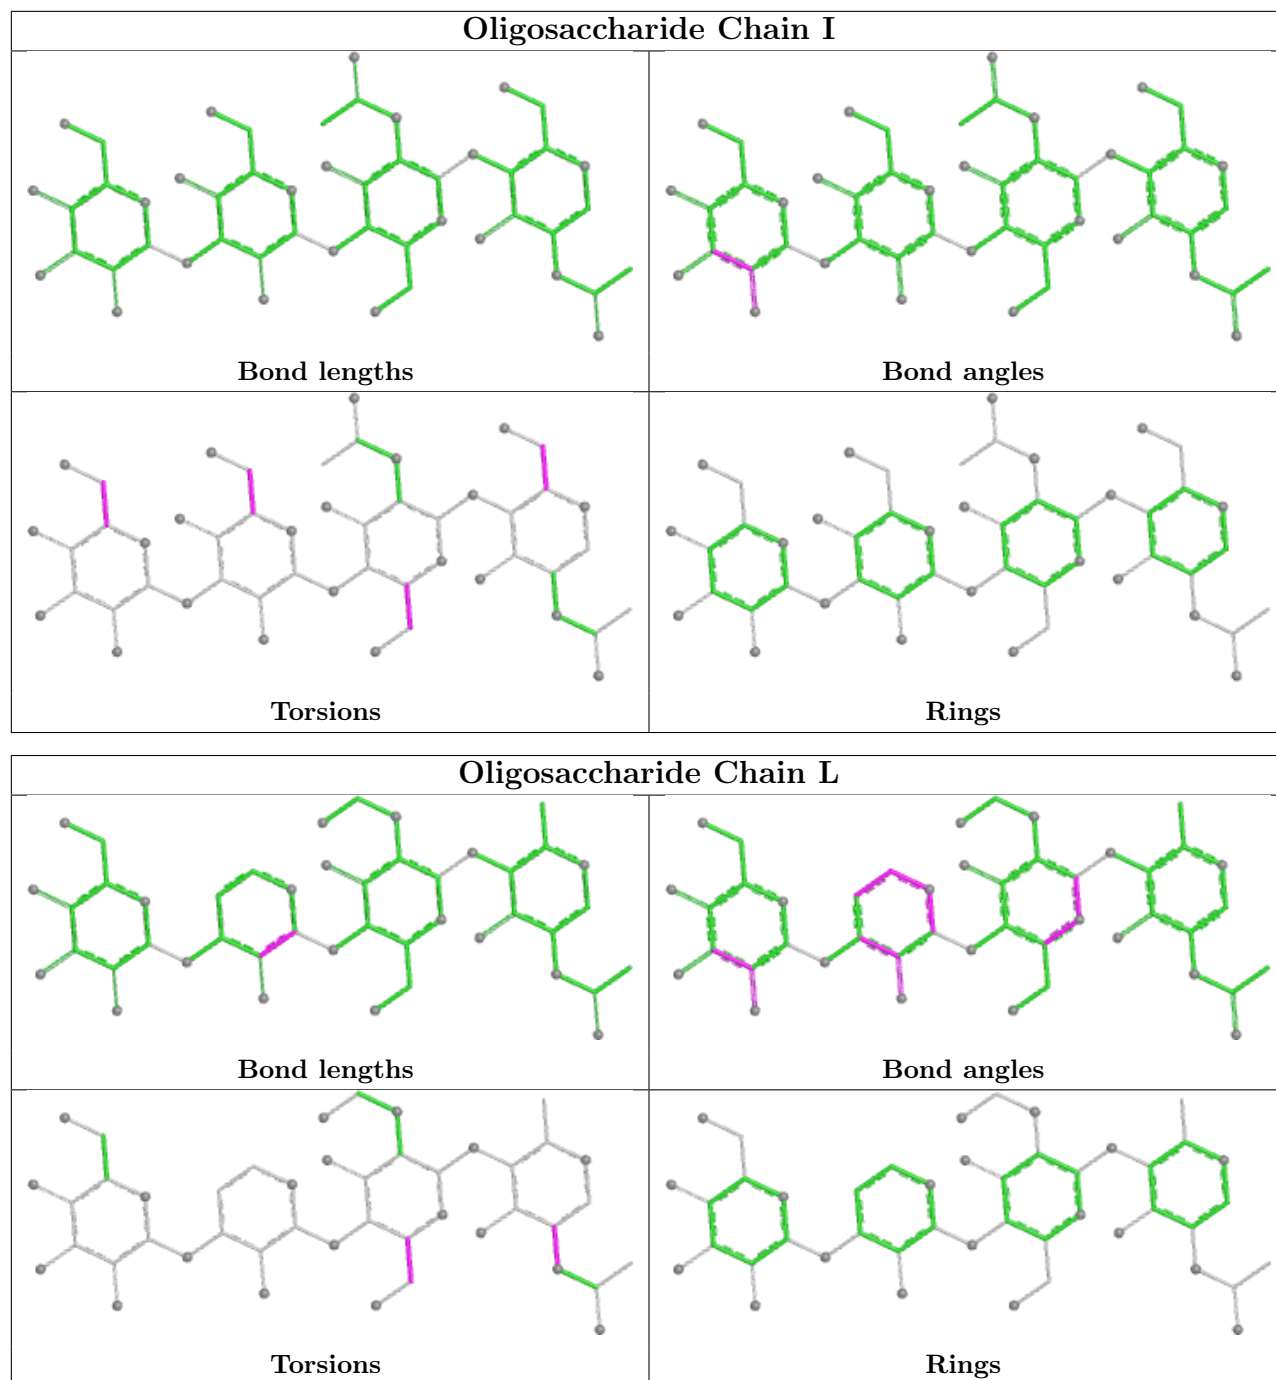 Oligosaccharide Chain I
Bond lengths
Bond angles
Torsions
Rings
Oligosaccharide Chain L
Bond lengths
Bond angles
Torsions
Rings